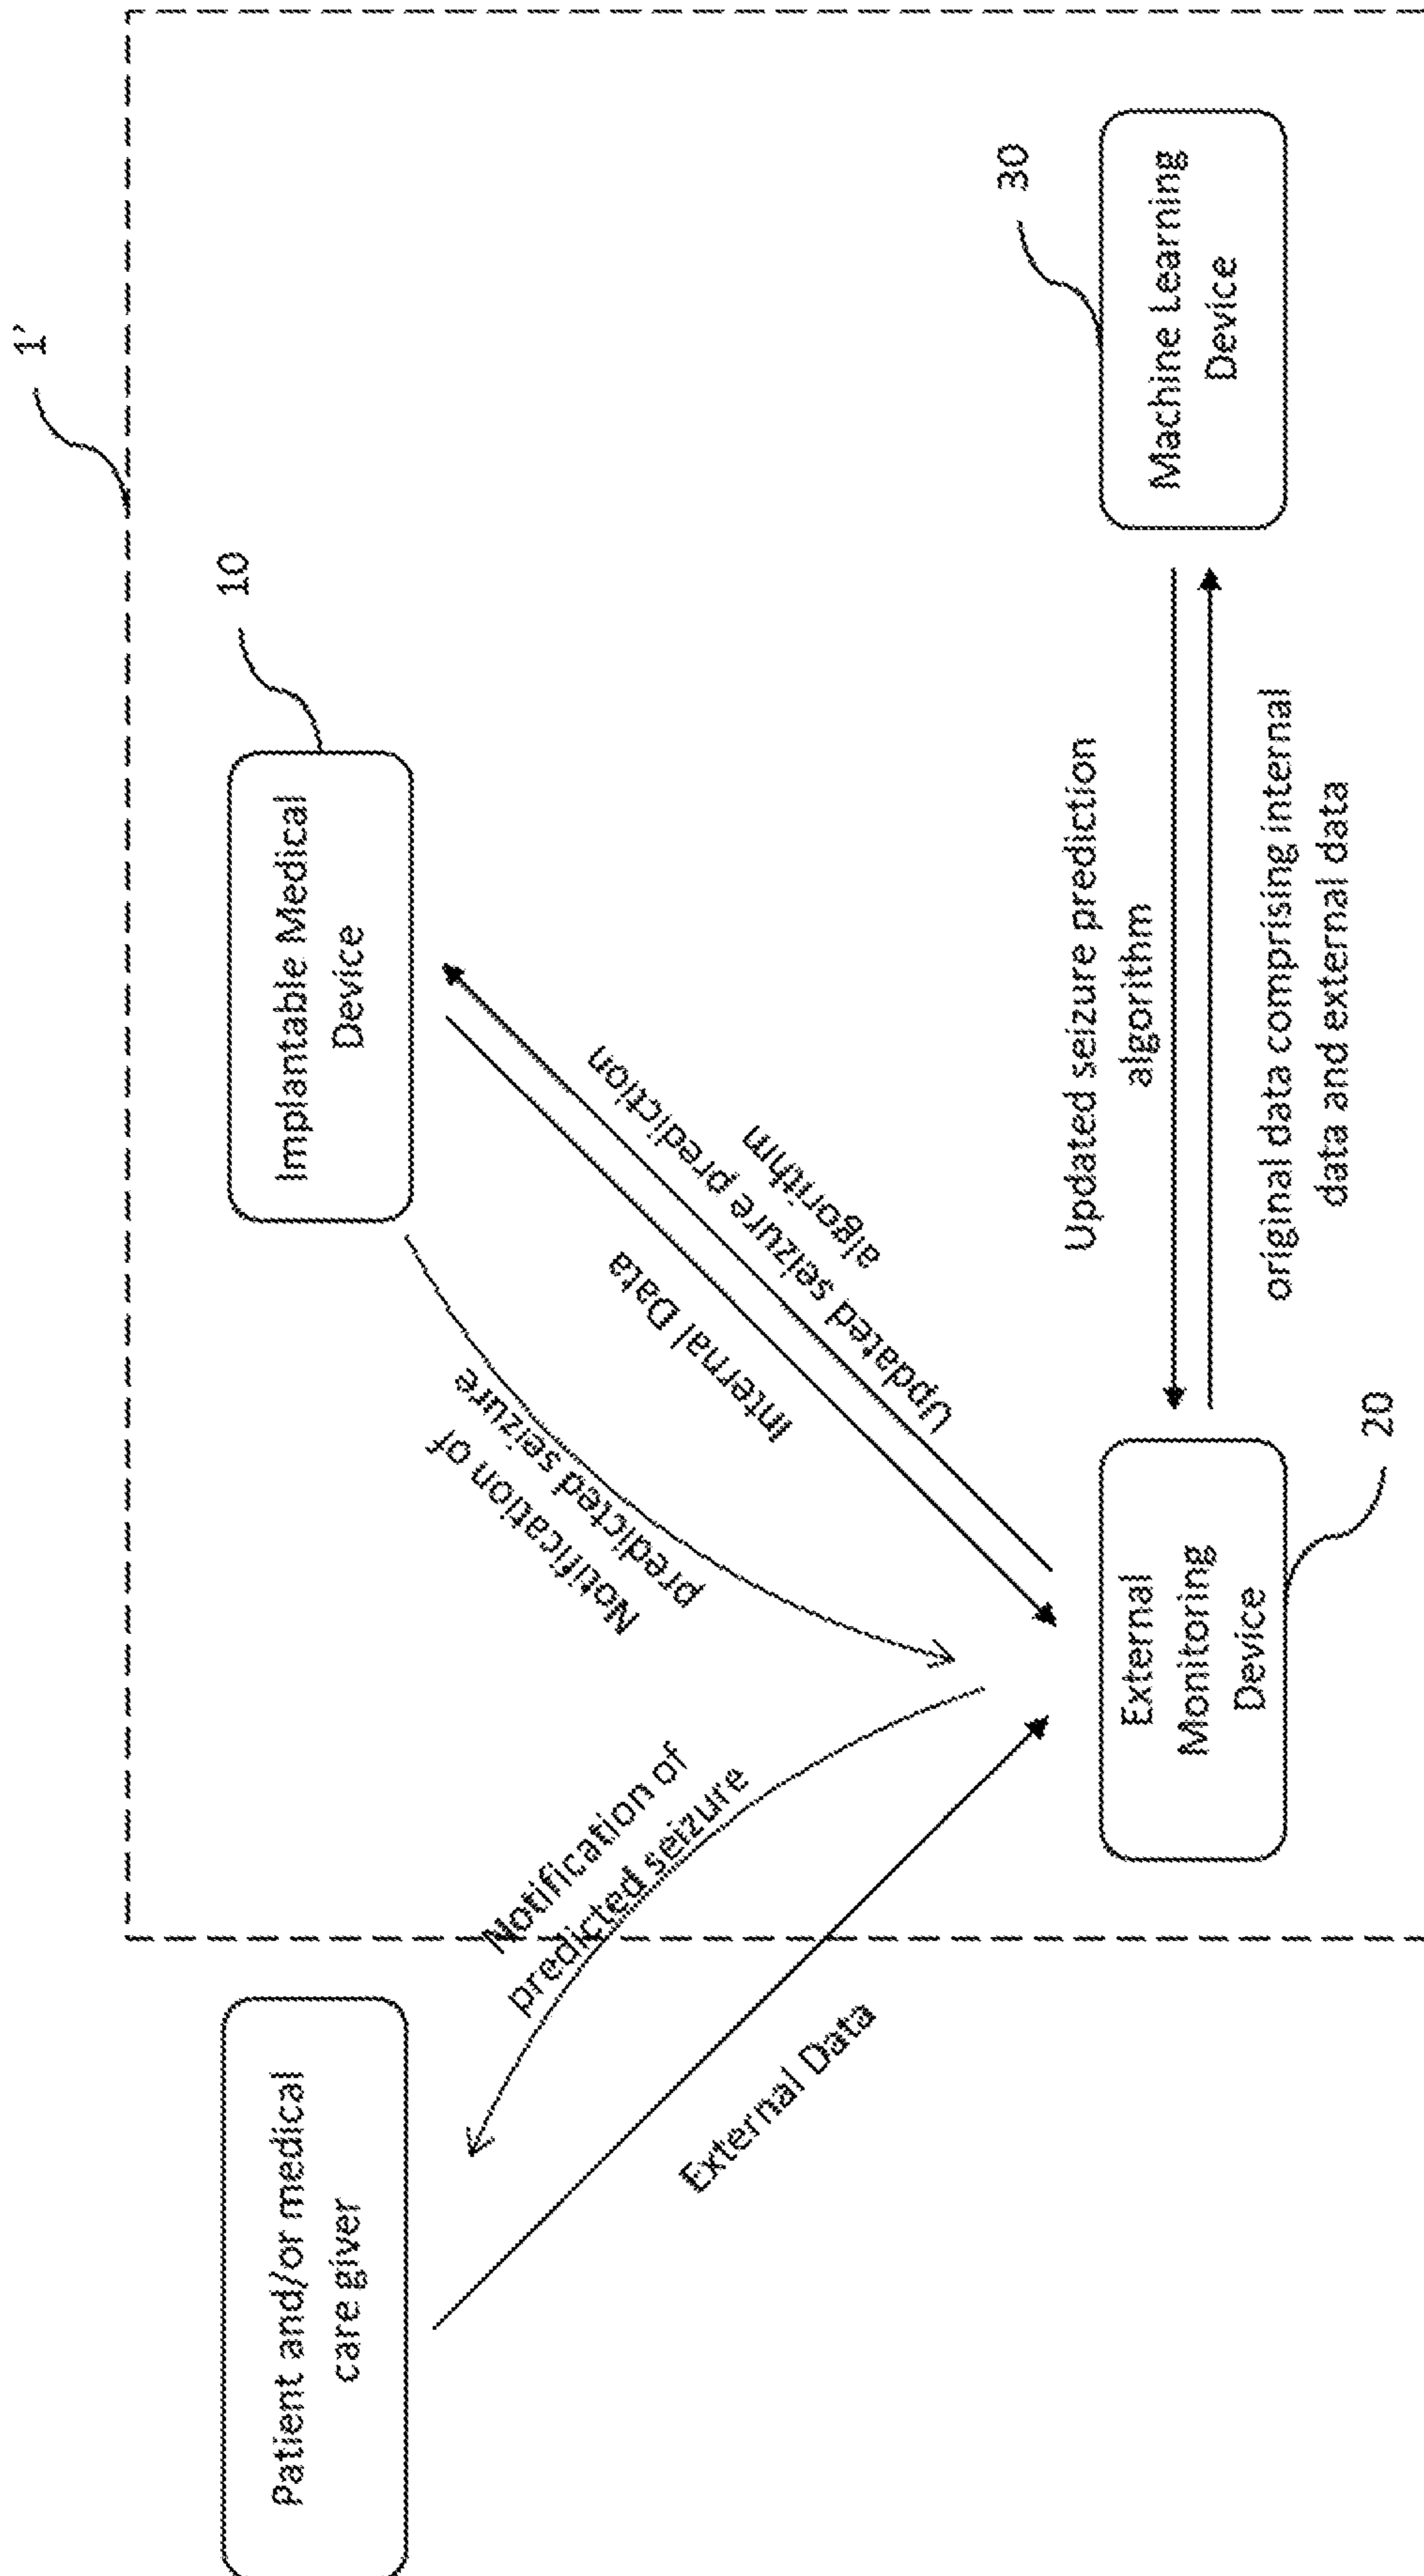 1'
Patient and/or medical
care giver
Implantable Medical
Device
10
Notification of
predicted seizure
Notification of
predicted seizure
Internal Data
Updated seizure prediction
algorithm
External Data
Updated seizure prediction
algorithm
original data comprising internal
data and external data
External
Monitoring
Device
20
Machine Learning
Device
30